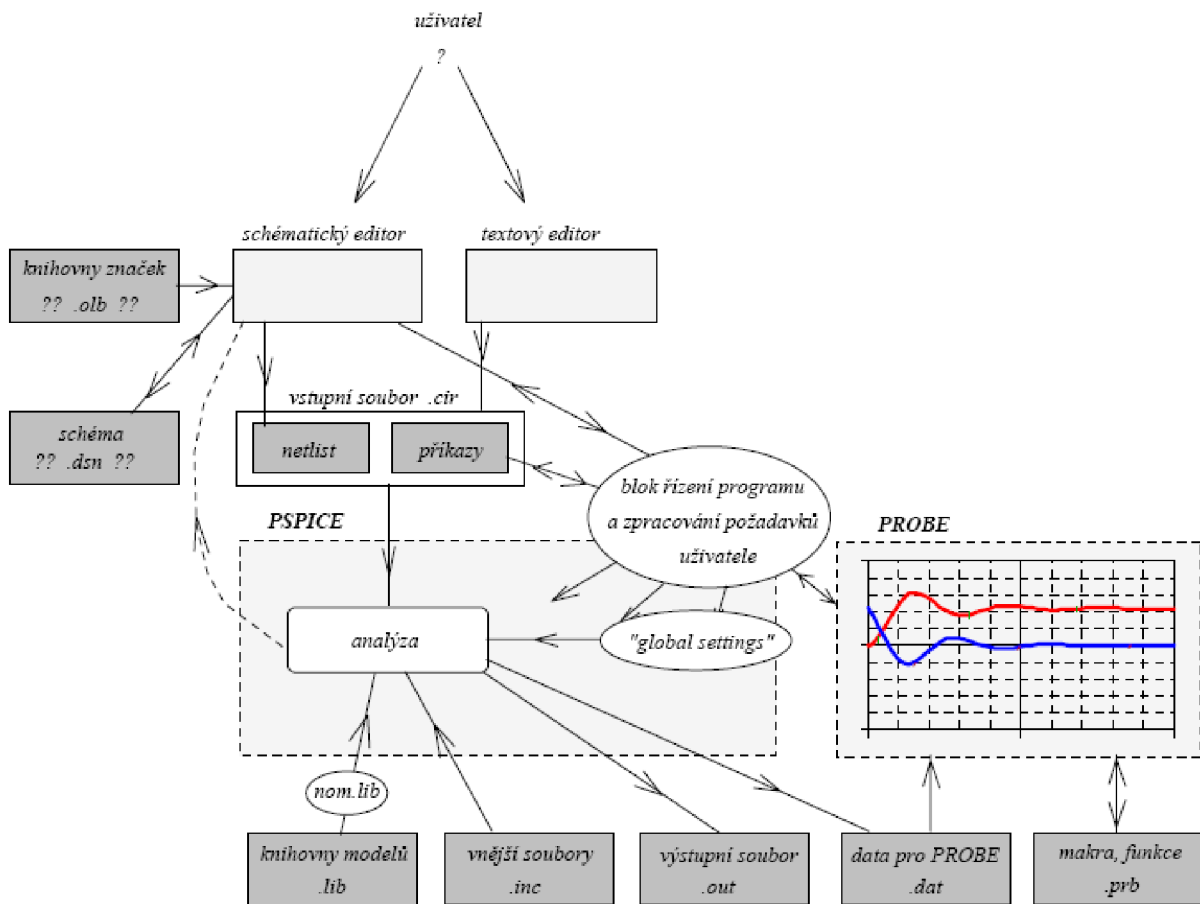 uživatel
?
schématický editor
textový editor
knihovny značek
?? .olb ??
vstupní soubor .cir
schéma
?? .dsn ??
netlist
příkazy
blok řízení programu
a zpracování požadavků
uživatele
PSPICE
PROBE
analýza
"global settings"
nom.lib
knihovny modelů
.lib
vnější soubory
.inc
výstupní soubor
.out
data pro PROBE
.dat
makra, funkce
.prb